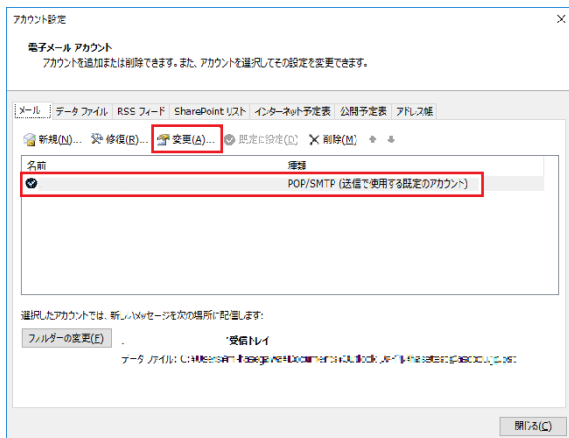 アカウント設定
電子メール アカウント
アカウントを追加または削除できます。また、アカウントを選択してその設定を変更できます。
メール データ ファイル RSS フィード SharePoint リスト インターネット予定表 公開予定表 アドレス帳
新規(N)... 修復(R)... 変更(A)... 既定に設定(D) 削除(M)
名前 種類
POP/SMTP (送信で使用する既定のアカウント)
選択したアカウントでは、新しいメッセージを次の場所に配信します:
フォルダーの変更(F) 受信トレイ
データ ファイル:
閉じる(C)